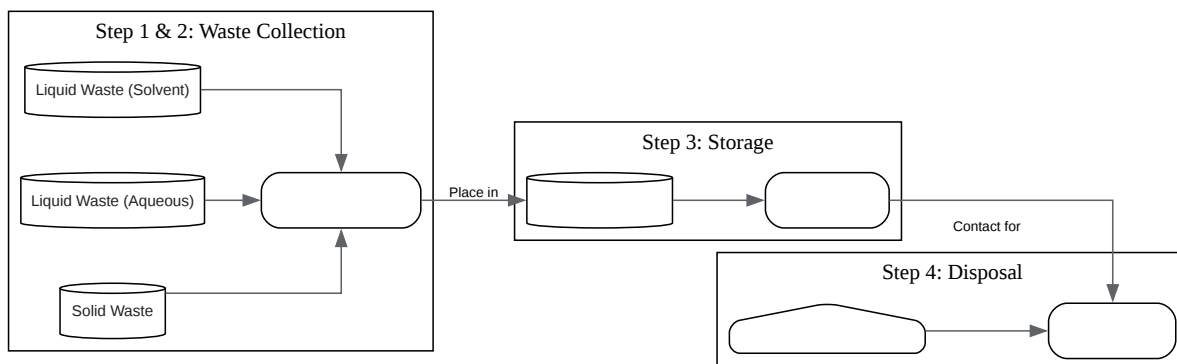 Step 1 & 2: Waste Collection
Liquid Waste (Solvent)
Liquid Waste (Aqueous)
Solid Waste
Place in
Step 3: Storage
Contact for
Step 4: Disposal